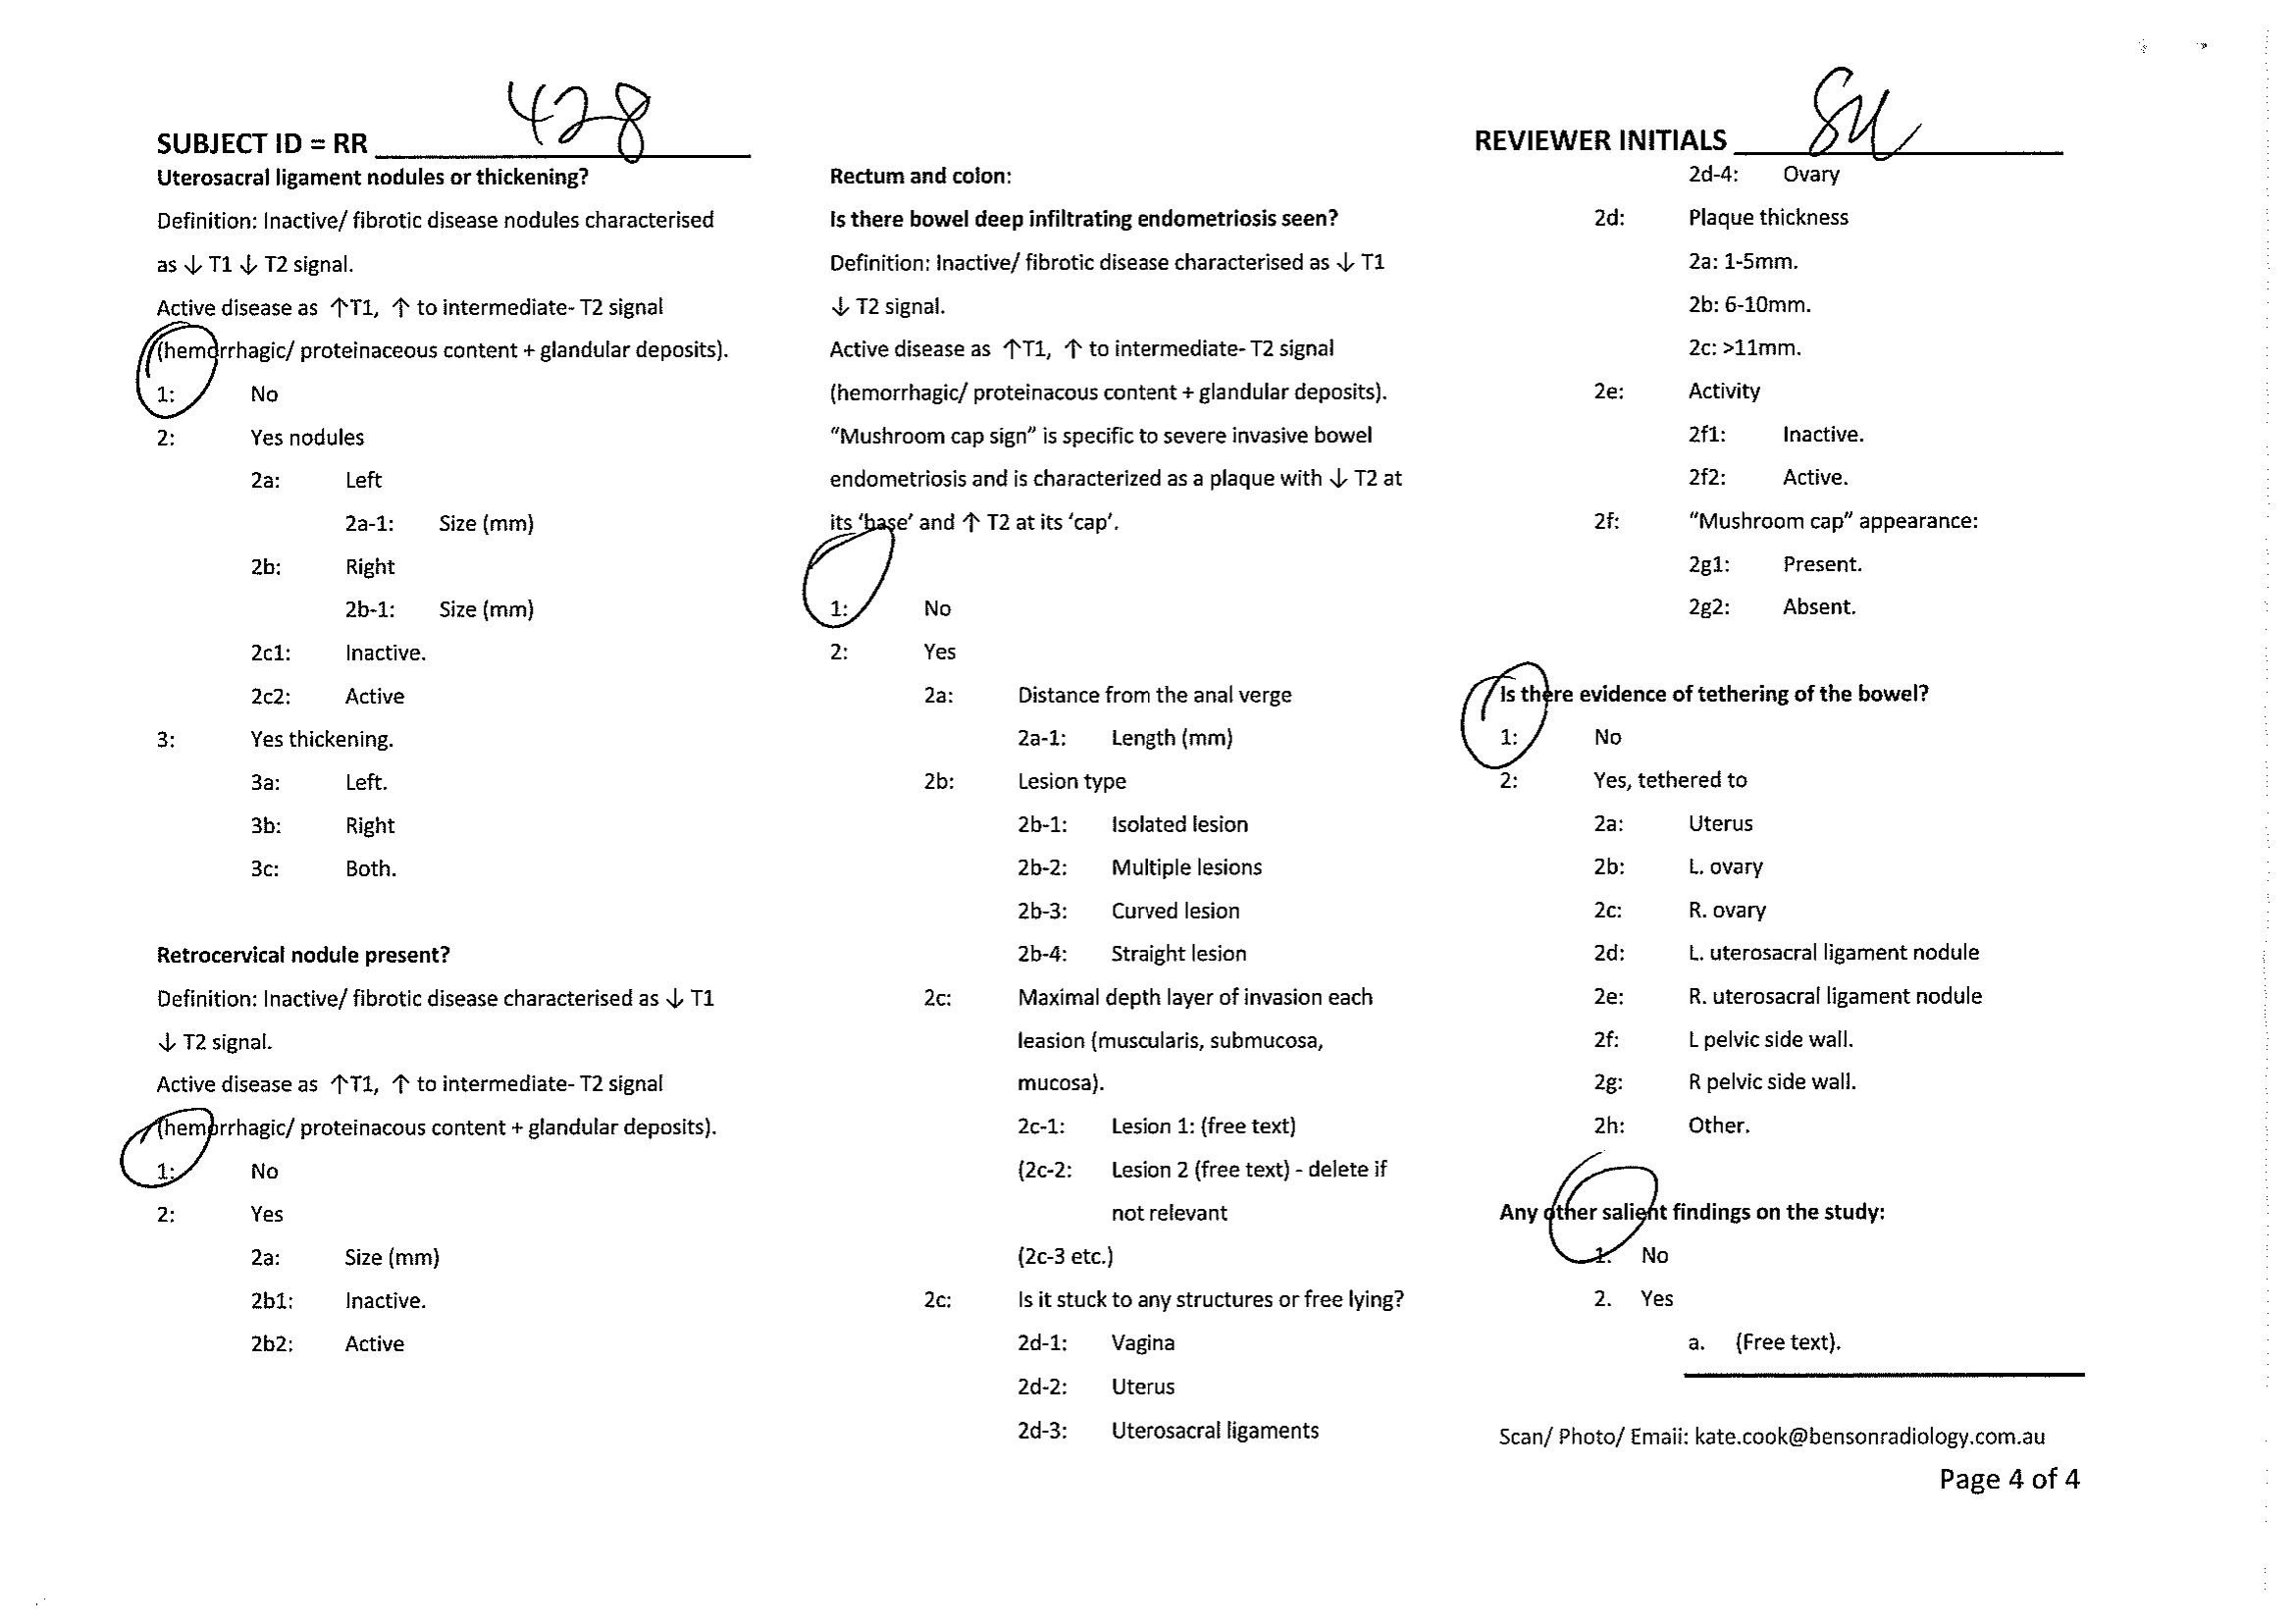 SUBJECT ID = RR 428
Uterosacral ligament nodules or thickening?
Definition: Inactive/ fibrotic disease nodules characterised
as ↓ T1 ↓ T2 signal.
Active disease as ↑T1, ↑ to intermediate- T2 signal
(hemorrhagic/ proteinaceous content + glandular deposits).
1: No
2: Yes nodules
2a: Left
2a-1: Size (mm)
2b: Right
2b-1: Size (mm)
2c1: Inactive.
2c2: Active
3: Yes thickening.
3a: Left.
3b: Right
3c: Both.
Retrocervical nodule present?
Definition: Inactive/ fibrotic disease characterised as ↓ T1
↓ T2 signal.
Active disease as ↑T1, ↑ to intermediate- T2 signal
(hemorrhagic/ proteinacous content + glandular deposits).
1: No
2: Yes
2a: Size (mm)
2b1: Inactive.
2b2: Active
Rectum and colon:
Is there bowel deep infiltrating endometriosis seen?
Definition: Inactive/ fibrotic disease characterised as ↓ T1
↓ T2 signal.
Active disease as ↑T1, ↑ to intermediate- T2 signal
(hemorrhagic/ proteinacous content + glandular deposits).
“Mushroom cap sign” is specific to severe invasive bowel
endometriosis and is characterized as a plaque with ↓ T2 at
its ‘base’ and ↑ T2 at its ‘cap’.
1: No
2: Yes
2a: Distance from the anal verge
2a-1: Length (mm)
2b: Lesion type
2b-1: Isolated lesion
2b-2: Multiple lesions
2b-3: Curved lesion
2b-4: Straight lesion
2c: Maximal depth layer of invasion each
leasion (muscularis, submucosa,
mucosa).
2c-1: Lesion 1: (free text)
(2c-2: Lesion 2 (free text) - delete if
not relevant
(2c-3 etc.)
2c: Is it stuck to any structures or free lying?
2d-1: Vagina
2d-2: Uterus
2d-3: Uterosacral ligaments
REVIEWER INITIALS
2d-4: Ovary
2d: Plaque thickness
2a: 1-5mm.
2b: 6-10mm.
2c: >11mm.
2e: Activity
2f1: Inactive.
2f2: Active.
2f: “Mushroom cap” appearance:
2g1: Present.
2g2: Absent.
Is there evidence of tethering of the bowel?
1: No
2: Yes, tethered to
2a: Uterus
2b: L. ovary
2c: R. ovary
2d: L. uterosacral ligament nodule
2e: R. uterosacral ligament nodule
2f: L pelvic side wall.
2g: R pelvic side wall.
2h: Other.
Any other salient findings on the study:
1. No
2. Yes
a. (Free text).
Scan/ Photo/ Email: kate.cook@bensonradiology.com.au
Page 4 of 4